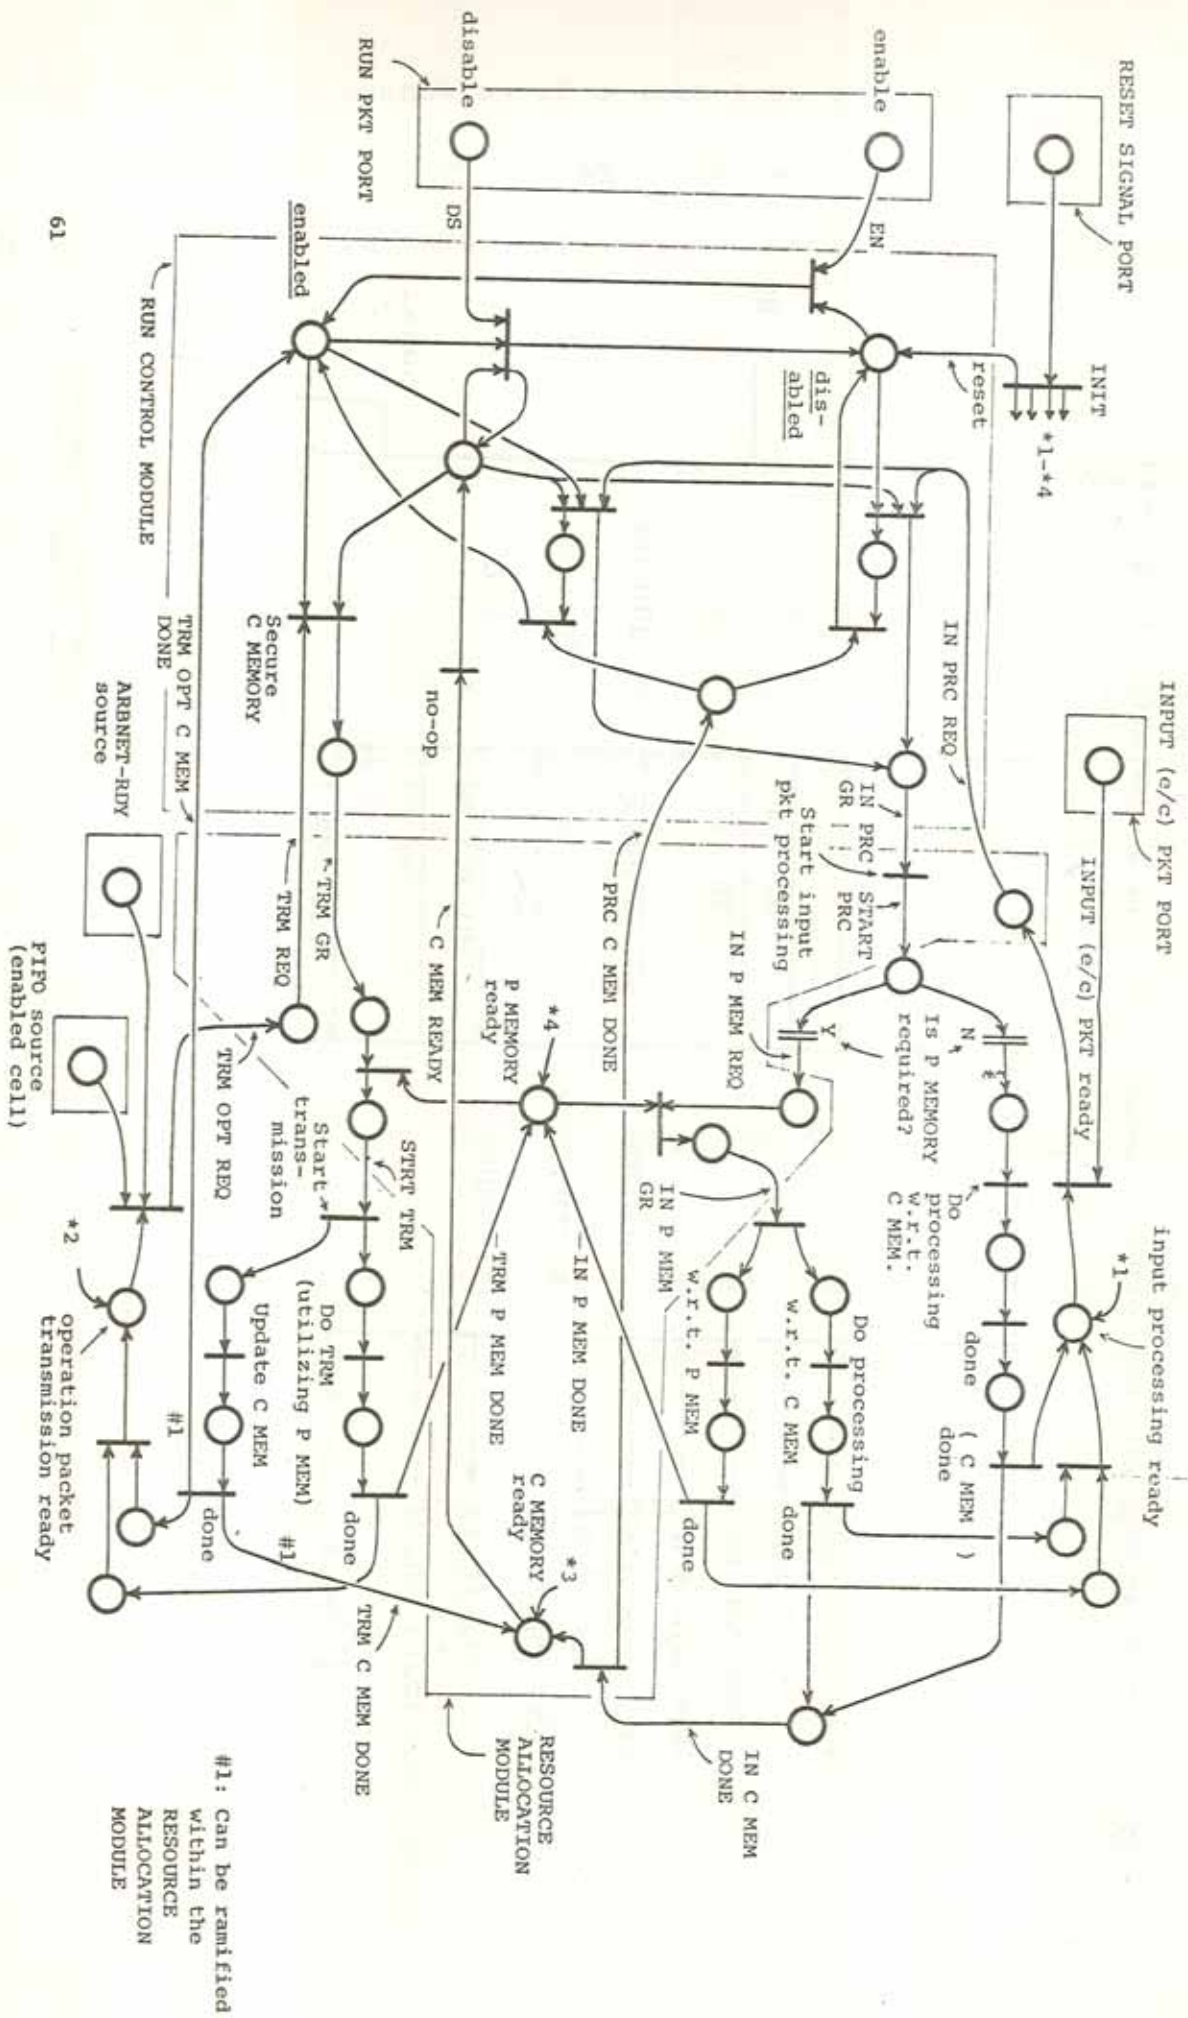 RESET SIGNAL PORT
INIT
*1-*4
reset
enable
EN
disable
DS
RUN PKT PORT
dis-
abled
enabled
RUN CONTROL MODULE
INPUT (e/c) PKT PORT
INPUT (e/c) PKT ready
IN PRC REQ
IN PRC
GR
START
PRC
Start input
pkt processing
IN P MEM REQ
Is P MEMORY
required?
N
Y
Do
processing
w.r.t.
C MEM.
done
input processing ready
*1
( C MEM )
done
Do processing
w.r.t. C MEM
done
w.r.t. P MEM
done
IN P MEM
GR
IN P MEM DONE
TRM P MEM DONE
PRC C MEM DONE
C MEM READY
*4
P MEMORY
ready
no-op
Secure
C MEMORY
TRM GR
TRM REQ
TRM OPT C MEM
DONE
ARBNET-RDY
source
FIFO source
(enabled cell)
TRM OPT REQ
STRT TRM
Start
trans-
mission
Do TRM
(utilizing P MEM)
done
Update C MEM
done
#1
#1
*2
operation packet
transmission ready
*3
C MEMORY
ready
TRM C MEM DONE
IN C MEM
DONE
RESOURCE
ALLOCATION
MODULE
#1: Can be ramified
within the
RESOURCE
ALLOCATION
MODULE
61